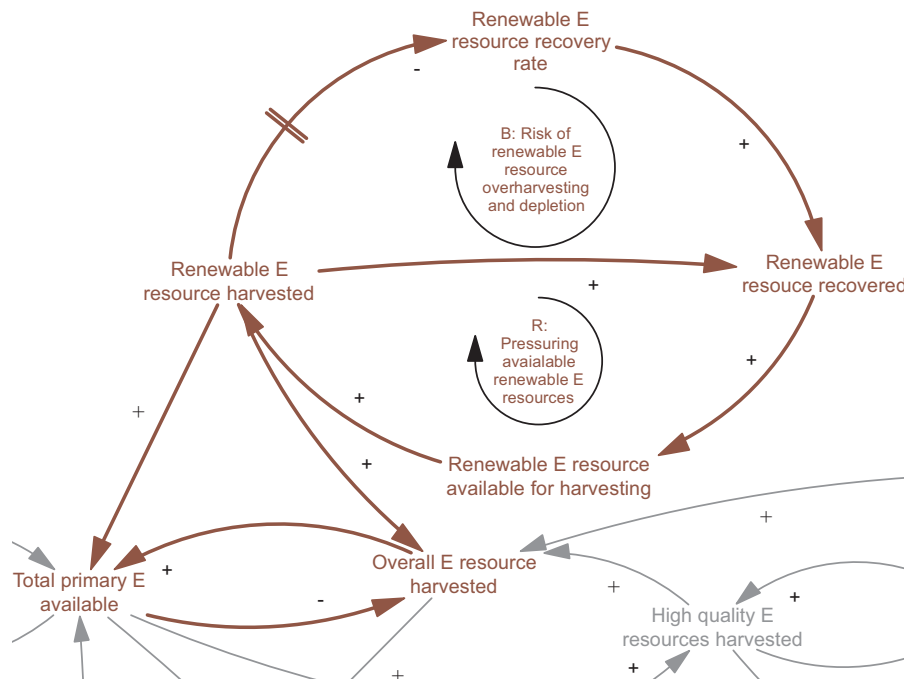 Renewable E
resource recovery
rate
-
+
B: Risk of
renewable E
resource
overharvesting
and depletion
Renewable E
resource harvested
Renewable E
resouce recovered
+
R:
Pressuring
avaialable
renewable E
resources
+
+
+
+
Renewable E resource
available for harvesting
+
Overall E resource
harvested
+
Total primary E
available
-
+
+
High quality E
resources harvested
+
+